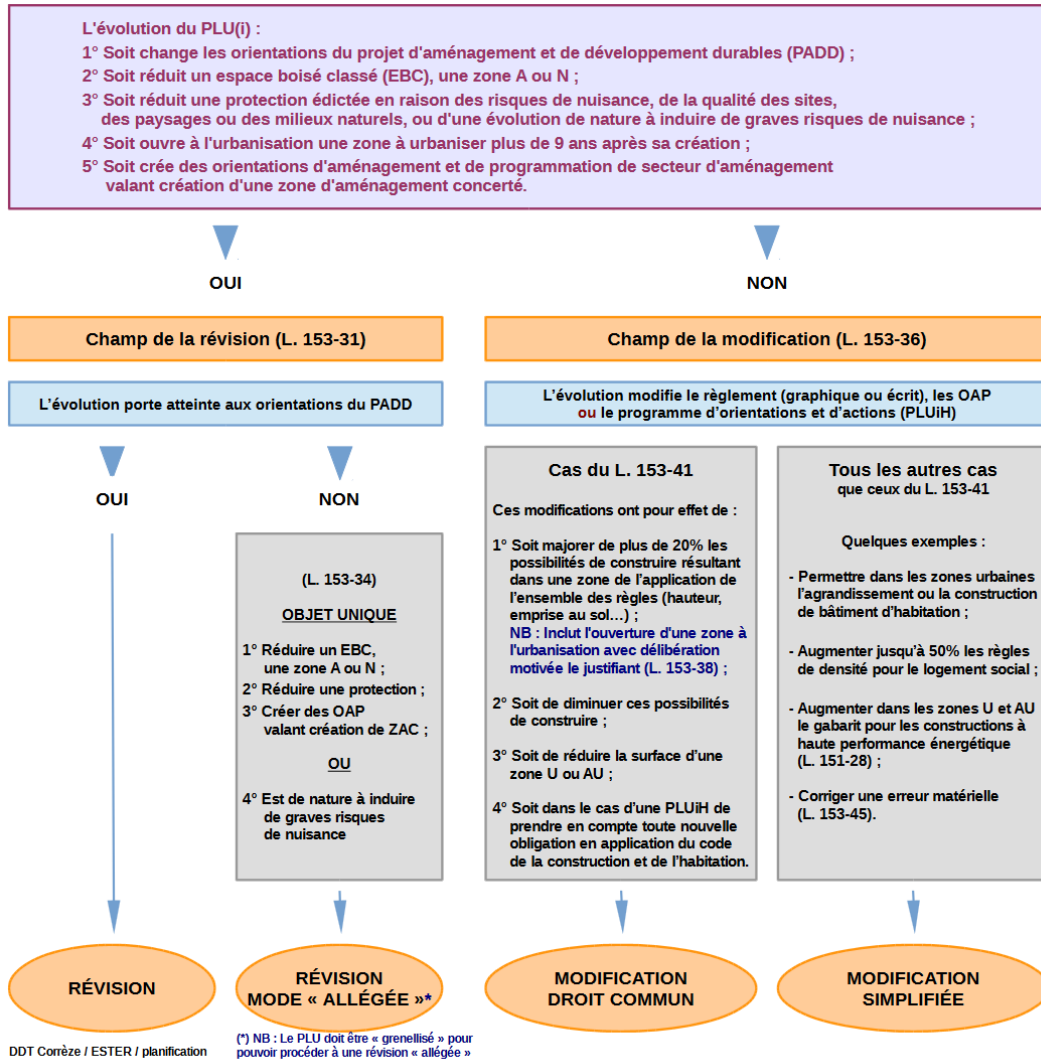 L'évolution du PLU(i) :
1° Soit change les orientations du projet d'aménagement et de développement durables (PADD) ;
2° Soit réduit un espace boisé classé (EBC), une zone A ou N ;
3° Soit réduit une protection édictée en raison des risques de nuisance, de la qualité des sites,
des paysages ou des milieux naturels, ou d'une évolution de nature à induire de graves risques de nuisance ;
4° Soit ouvre à l'urbanisation une zone à urbaniser plus de 9 ans après sa création ;
5° Soit crée des orientations d'aménagement et de programmation de secteur d'aménagement
valant création d'une zone d'aménagement concerté.
OUI
NON
Champ de la révision (L. 153-31)
Champ de la modification (L. 153-36)
L'évolution porte atteinte aux orientations du PADD
L'évolution modifie le règlement (graphique ou écrit), les OAP
ou le programme d'orientations et d'actions (PLUiH)
OUI
NON
(L. 153-34)
OBJET UNIQUE
1° Réduire un EBC,
une zone A ou N ;
2° Réduire une protection ;
3° Créer des OAP
valant création de ZAC ;
OU
4° Est de nature à induire
de graves risques
de nuisance
Cas du L. 153-41
Ces modifications ont pour effet de :
1° Soit majorer de plus de 20% les
possibilités de construire résultant
dans une zone de l'application de
l'ensemble des règles (hauteur,
emprise au sol…) ;
NB : Inclut l'ouverture d'une zone à
l'urbanisation avec délibération
motivée le justifiant (L. 153-38) ;
2° Soit de diminuer ces possibilités
de construire ;
3° Soit de réduire la surface d'une
zone U ou AU ;
4° Soit dans le cas d'une PLUiH de
prendre en compte toute nouvelle
obligation en application du code
de la construction et de l'habitation.
Tous les autres cas
que ceux du L. 153-41
Quelques exemples :
- Permettre dans les zones urbaines
l'agrandissement ou la construction
de bâtiment d'habitation ;
- Augmenter jusqu'à 50% les règles
de densité pour le logement social ;
- Augmenter dans les zones U et AU
le gabarit pour les constructions à
haute performance énergétique
(L. 151-28) ;
- Corriger une erreur matérielle
(L. 153-45).
RÉVISION
RÉVISION
MODE « ALLÉGÉE »*
MODIFICATION
DROIT COMMUN
MODIFICATION
SIMPLIFIÉE
DDT Corrèze / ESTER / planification
(*) NB : Le PLU doit être « grenellisé » pour
pouvoir procéder à une révision « allégée »